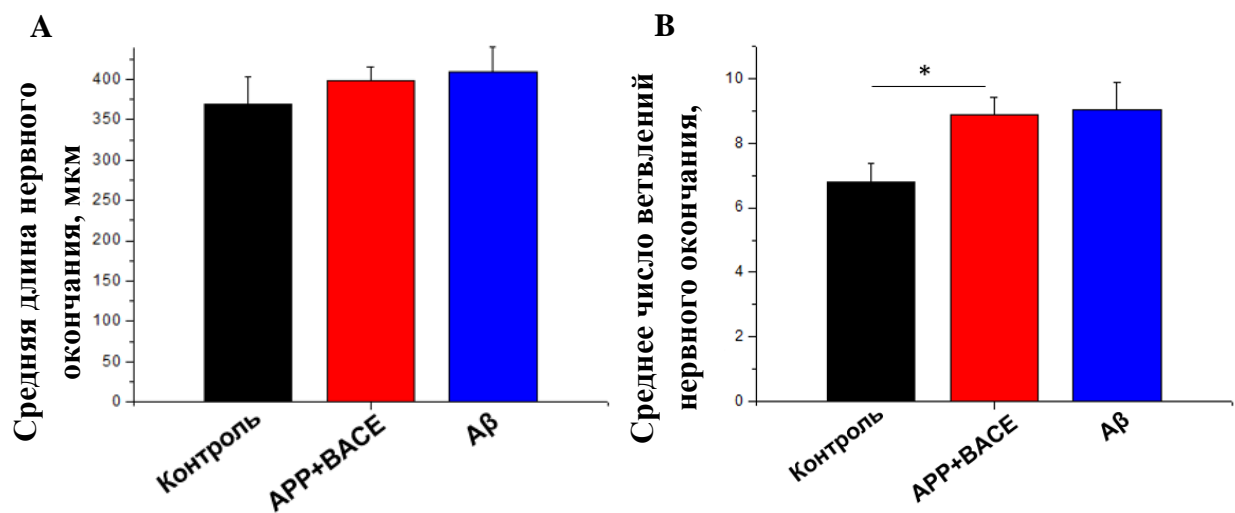 A
Средняя длина нервного
окончания, мкм
400
350
300
250
200
150
100
50
0
Контроль
APP+BACE
Aβ
B
Среднее число ветвлений
нервного окончания,
10
8
6
4
2
0
*
Контроль
APP+BACE
Aβ